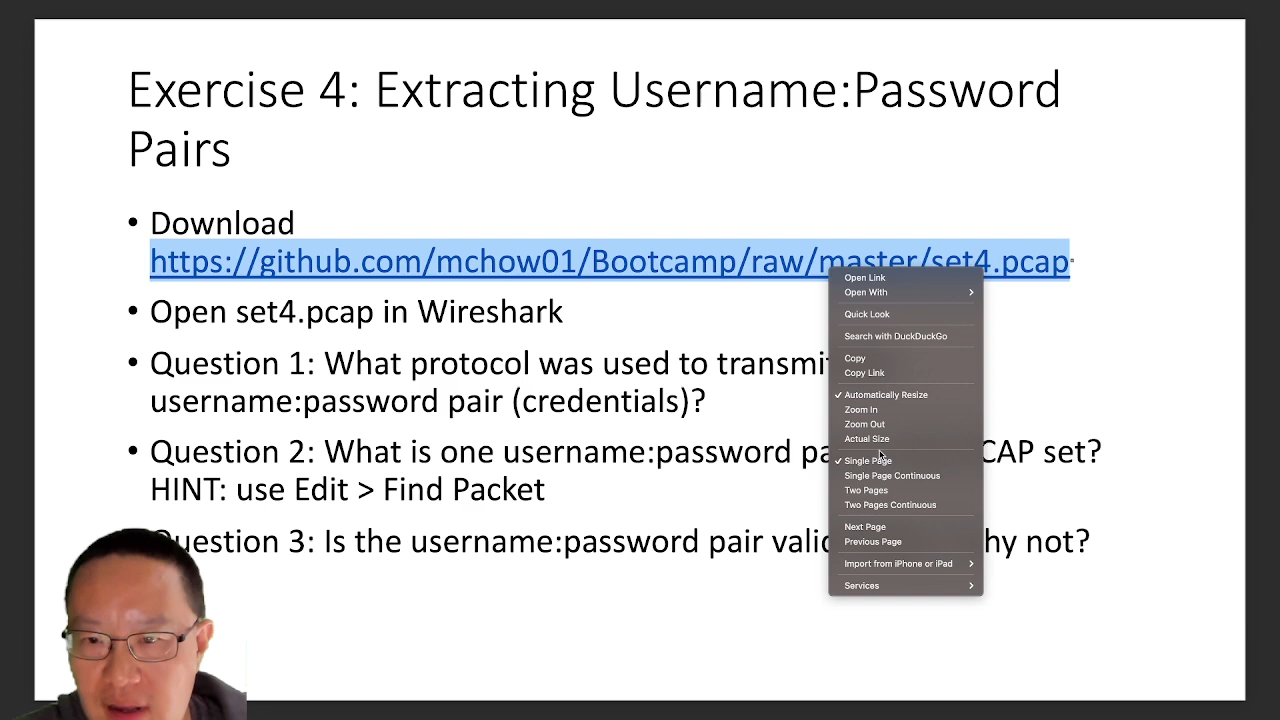 Exercise 4: Extracting Username:Password
Pairs
• Download
https://github.com/mchow01/Bootcamp/raw/master/set4.pcap
• Open set4.pcap in Wireshark
• Question 1: What protocol was used to transmit
username:password pair (credentials)?
• Question 2: What is one username:password CAP set?
HINT: use Edit > Find Packet
Question 3: Is the username:password pair not?
Open Link
Open With
Quick Look
Search with DuckDuckGo
Copy
Copy Link
✓ Automatically Resize
Zoom In
Zoom Out
Actual Size
✓ Single Page
Single Page Continuous
Two Pages
Two Pages Continuous
Next Page
Previous Page
Import from iPhone or iPad
Services